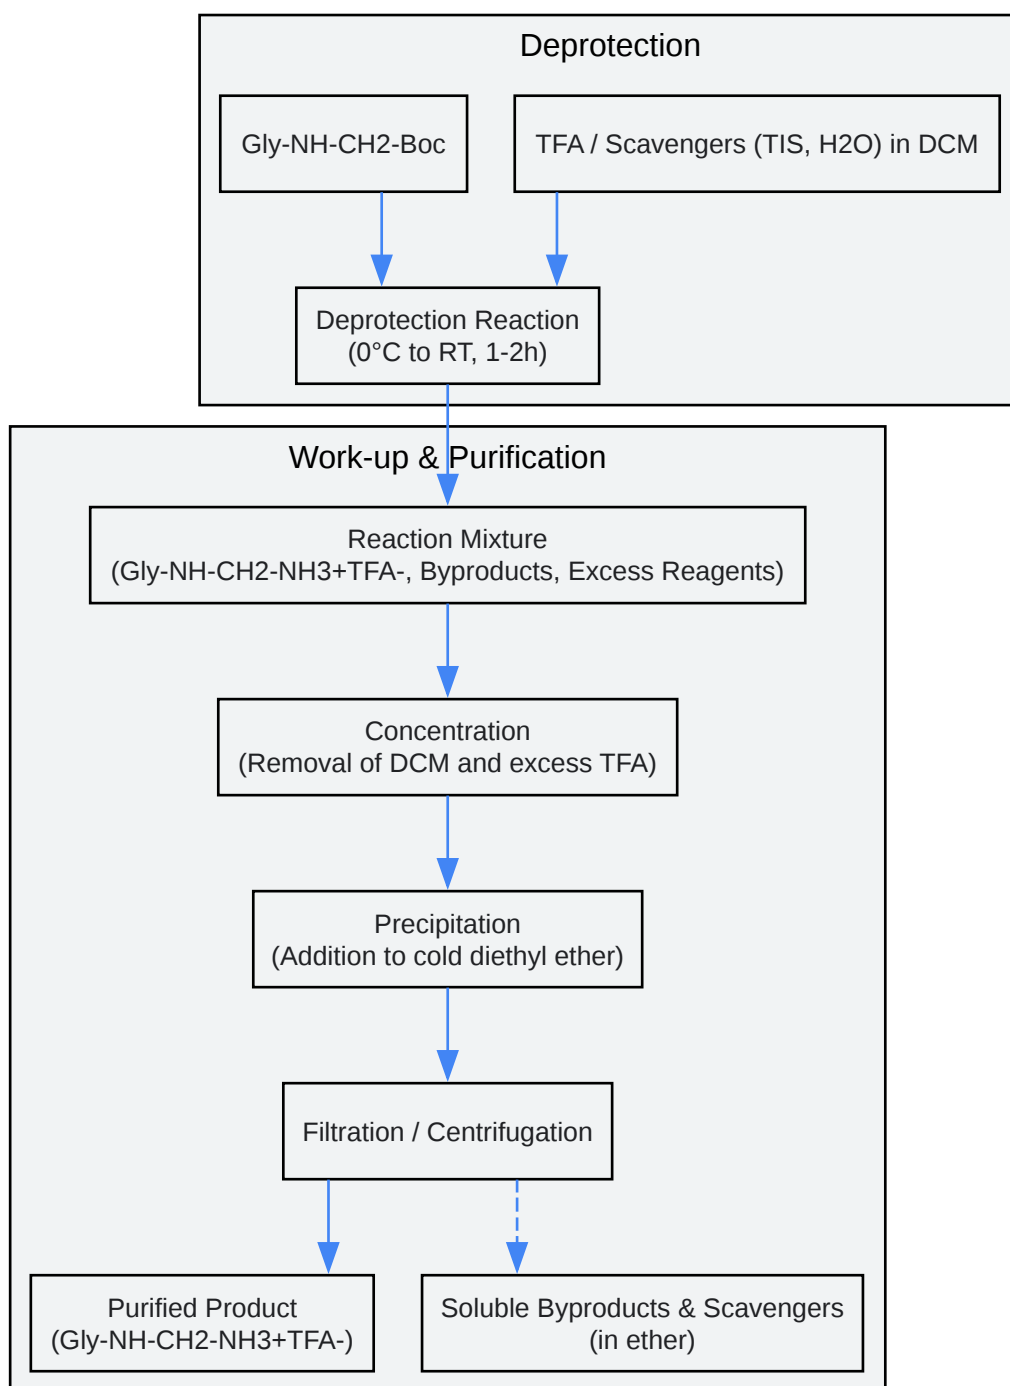 Deprotection
Gly-NH-CH2-Boc
TFA / Scavengers (TIS, H2O) in DCM
Deprotection Reaction
(0°C to RT, 1-2h)
Work-up & Purification
Reaction Mixture
(Gly-NH-CH2-NH3+TFA-, Byproducts, Excess Reagents)
Concentration
(Removal of DCM and excess TFA)
Precipitation
(Addition to cold diethyl ether)
Filtration / Centrifugation
Purified Product
(Gly-NH-CH2-NH3+TFA-)
Soluble Byproducts & Scavengers
(in ether)